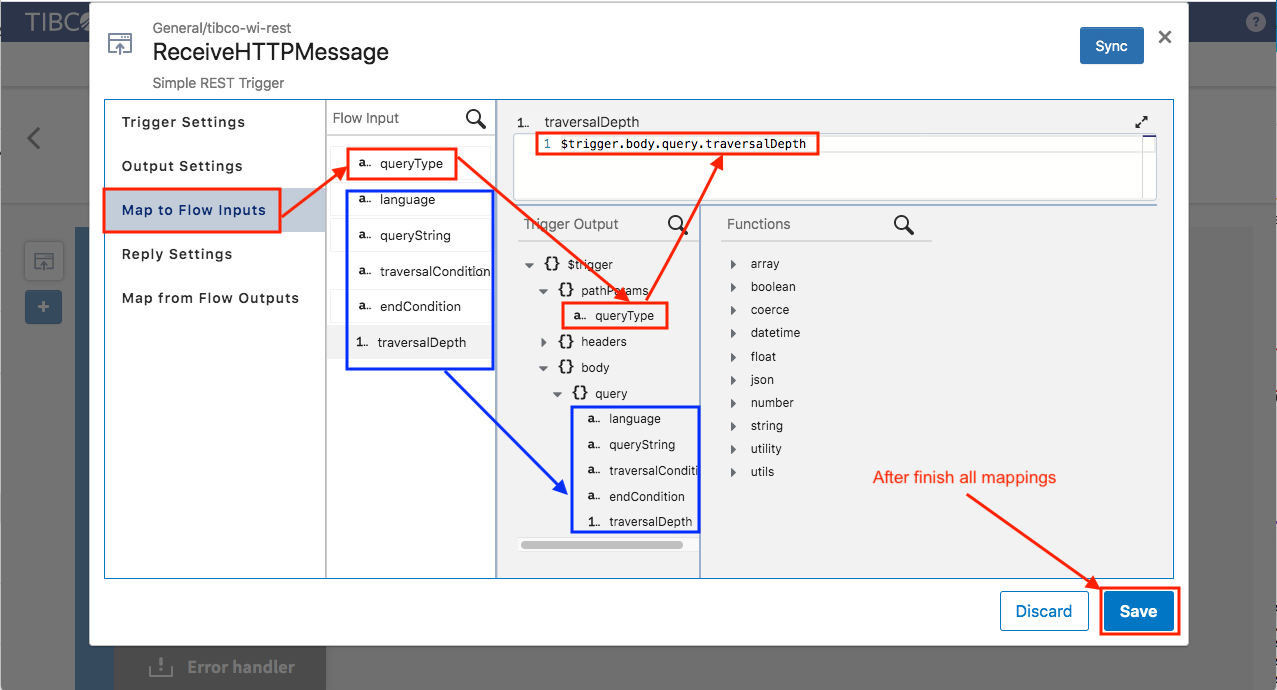 TIBC
General/tibco-wi-rest
ReceiveHTTPMessage
Simple REST Trigger
Sync
?
Trigger Settings
Output Settings
Map to Flow Inputs
Reply Settings
Map from Flow Outputs
Flow Input
a.. queryType
a.. language
a.. queryString
a.. traversalCondition
a.. endCondition
1.. traversalDepth
1.. traversalDepth
1 $trigger.body.query.traversalDepth
Trigger Output
{} $trigger
{} pathParams
a.. queryType
{} headers
{} body
{} query
a.. language
a.. queryString
a.. traversalConditi
a.. endCondition
1.. traversalDepth
Functions
array
boolean
coerce
datetime
float
json
number
string
utility
utils
After finish all mappings
Discard
Save
Error handler